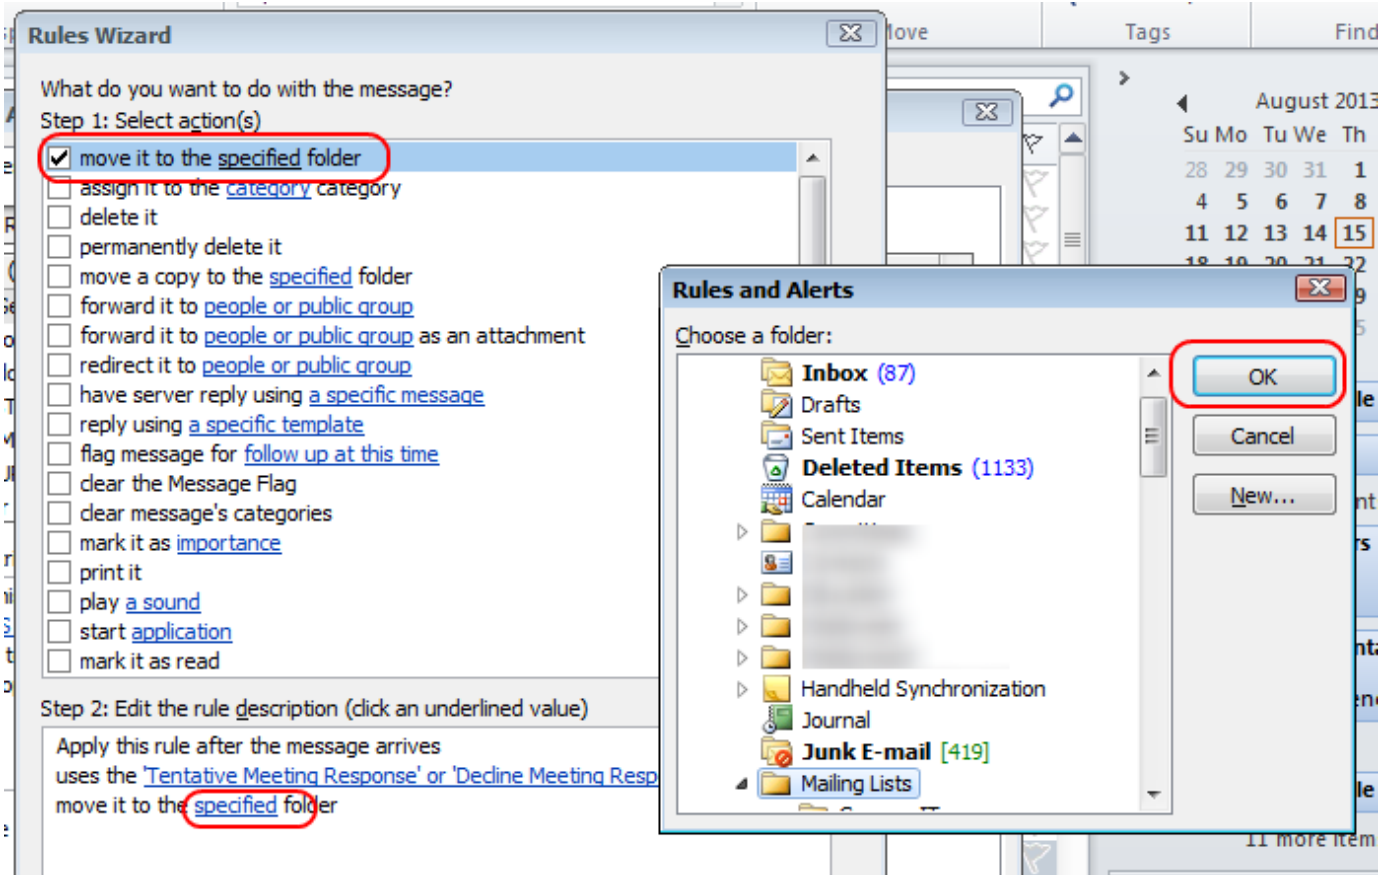 Rules Wizard
What do you want to do with the message?
Step 1: Select action(s)
move it to the specified folder
assign it to the category category
delete it
permanently delete it
move a copy to the specified folder
forward it to people or public group
forward it to people or public group as an attachment
redirect it to people or public group
have server reply using a specific message
reply using a specific template
flag message for follow up at this time
clear the Message Flag
clear message's categories
mark it as importance
print it
play a sound
start application
mark it as read
Step 2: Edit the rule description (click an underlined value)
Apply this rule after the message arrives
uses the 'Tentative Meeting Response' or 'Decline Meeting Resp
move it to the specified folder
Rules and Alerts
Choose a folder:
Inbox (87)
Drafts
Sent Items
Deleted Items (1133)
Calendar
Handheld Synchronization
Journal
Junk E-mail [419]
Mailing Lists
OK
Cancel
New...
Tags
Find
August 2013
Su Mo Tu We Th
28 29 30 31 1
4 5 6 7 8
11 12 13 14 15
18 19 20 21 22
11 more item